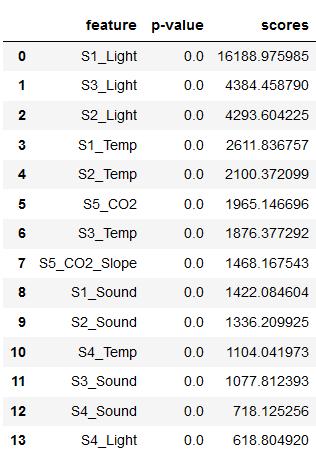 feature p-value scores
0 S1_Light 0.0 16188.975985
1 S3_Light 0.0 4384.458790
2 S2_Light 0.0 4293.604225
3 S1_Temp 0.0 2611.836757
4 S2_Temp 0.0 2100.372099
5 S5_CO2 0.0 1965.146696
6 S3_Temp 0.0 1876.377292
7 S5_CO2_Slope 0.0 1468.167543
8 S1_Sound 0.0 1422.084604
9 S2_Sound 0.0 1336.209925
10 S4_Temp 0.0 1104.041973
11 S3_Sound 0.0 1077.812393
12 S4_Sound 0.0 718.125256
13 S4_Light 0.0 618.804920